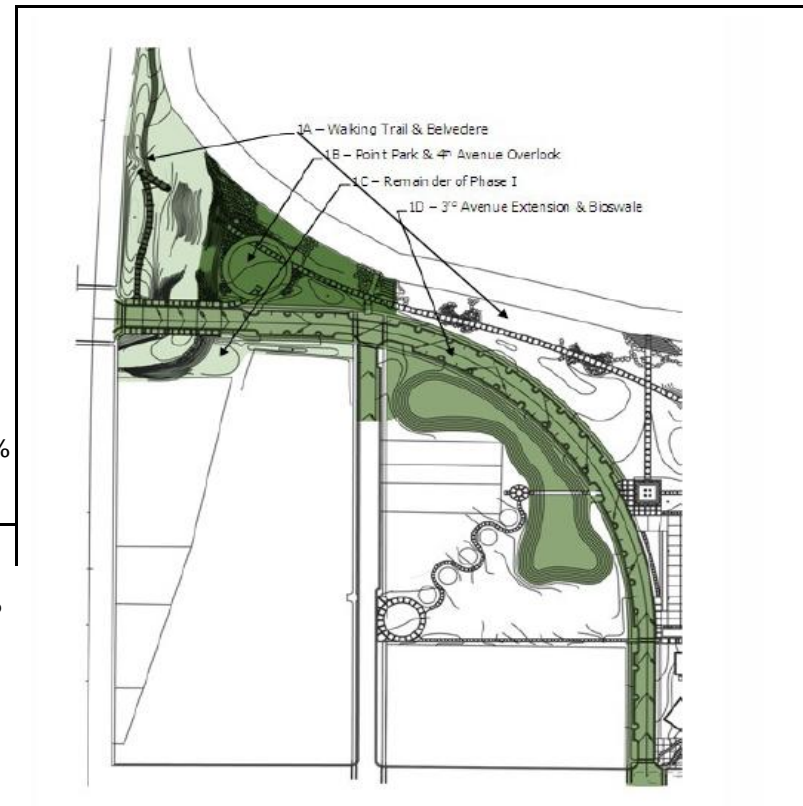 1A – Walking Trail & Belvedere
1B – Point Park & 4th Avenue Overlook
1C – Remainder of Phase I
1D – 3rd Avenue Extension & Bioswale
%